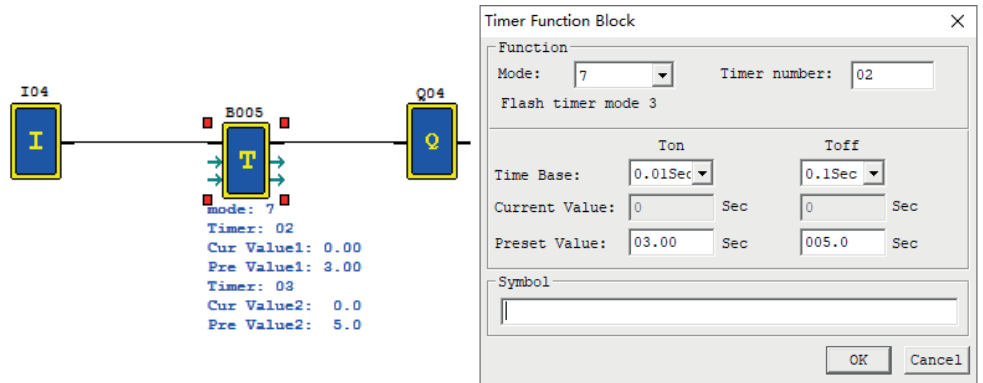 I04
I
B005
T
Q04
Q
mode: 7
Timer: 02
Cur Value1: 0.00
Pre Value1: 3.00
Timer: 03
Cur Value2: 0.0
Pre Value2: 5.0
Timer Function Block
Function
Mode: 7 Timer number: 02
Flash timer mode 3
Ton Toff
Time Base: 0.01Sec 0.1Sec
Current Value: 0 Sec 0 Sec
Preset Value: 03.00 Sec 005.0 Sec
Symbol
OK Cancel